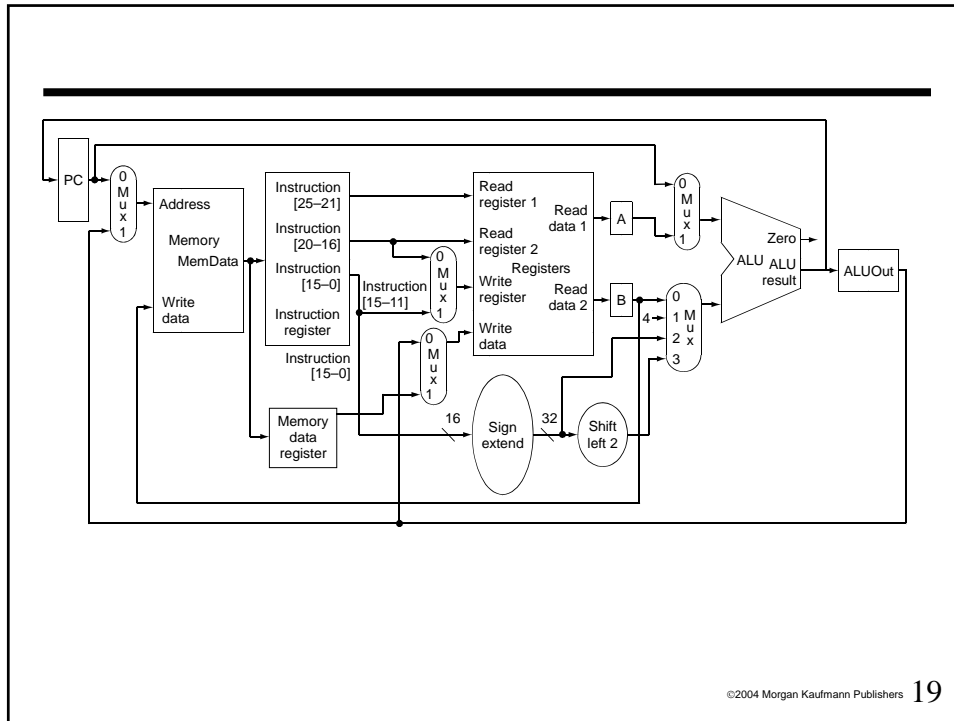 PC
0
M
u
x
1
Address
Memory
MemData
Write
data
Instruction
[25–21]
Instruction
[20–16]
Instruction
[15–0]
Instruction
register
Instruction
[15–0]
Memory
data
register
Instruction
[15–11]
0
M
u
x
1
0
M
u
x
1
16
Read
register 1
Read
register 2
Registers
Write
register
Write
data
Read
data 1
Read
data 2
Sign
extend
32
Shift
left 2
A
B
4
0
M
u
x
1
0
1
2
3
M
u
x
Zero
ALU
ALU
result
ALUOut
©2004 Morgan Kaufmann Publishers 19